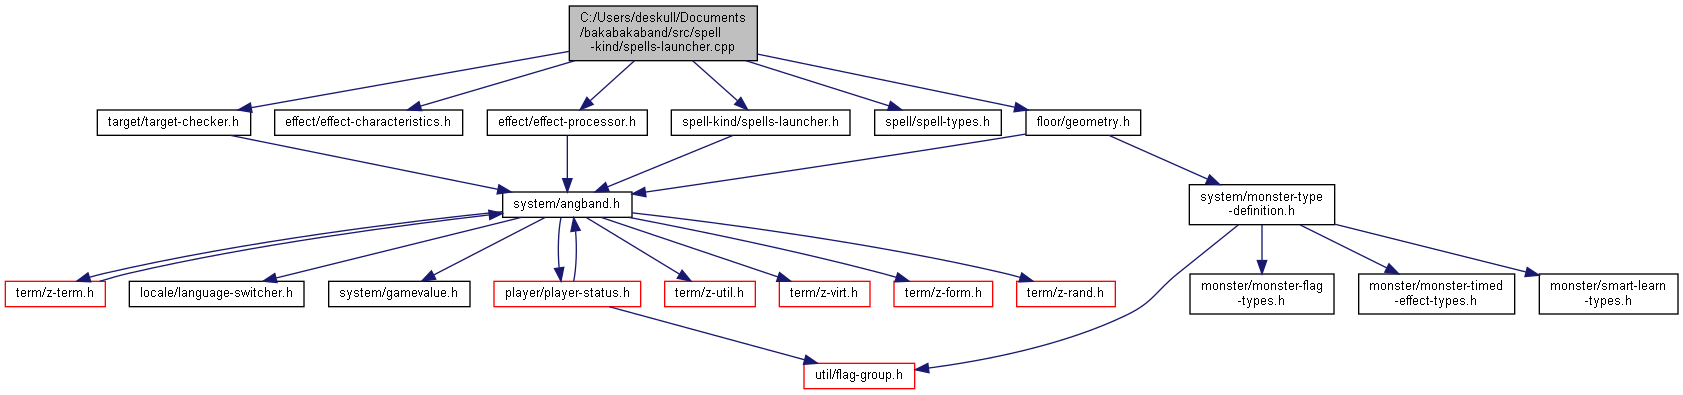 C:/Users/deskull/Documents
/bakabakaband/src/spell
-kind/spells-launcher.cpp
target/target-checker.h
effect/effect-characteristics.h
effect/effect-processor.h
spell-kind/spells-launcher.h
spell/spell-types.h
floor/geometry.h
system/angband.h
system/monster-type
-definition.h
term/z-term.h
locale/language-switcher.h
system/gamevalue.h
player/player-status.h
term/z-util.h
term/z-virt.h
term/z-form.h
term/z-rand.h
monster/monster-flag
-types.h
monster/monster-timed
-effect-types.h
monster/smart-learn
-types.h
util/flag-group.h